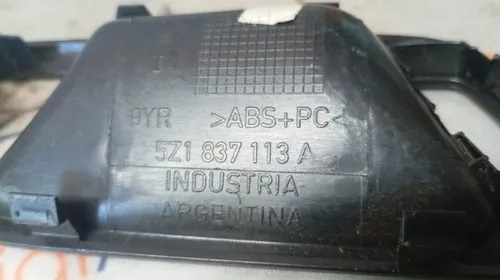 9YR >ABS+PC<
5Z1 837 113 A
INDUSTRIA
ARGENTINA